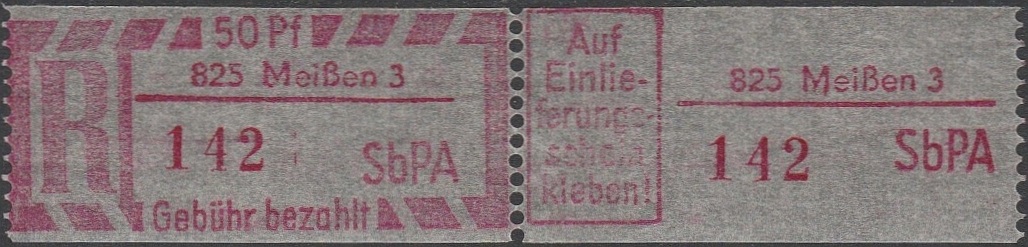 50 Pf
R
825 Meißen 3
142
SbPA
Gebühr bezahlt
Auf
Einlie-
ferungs-
schein
kleben!
825 Meißen 3
142
SbPA